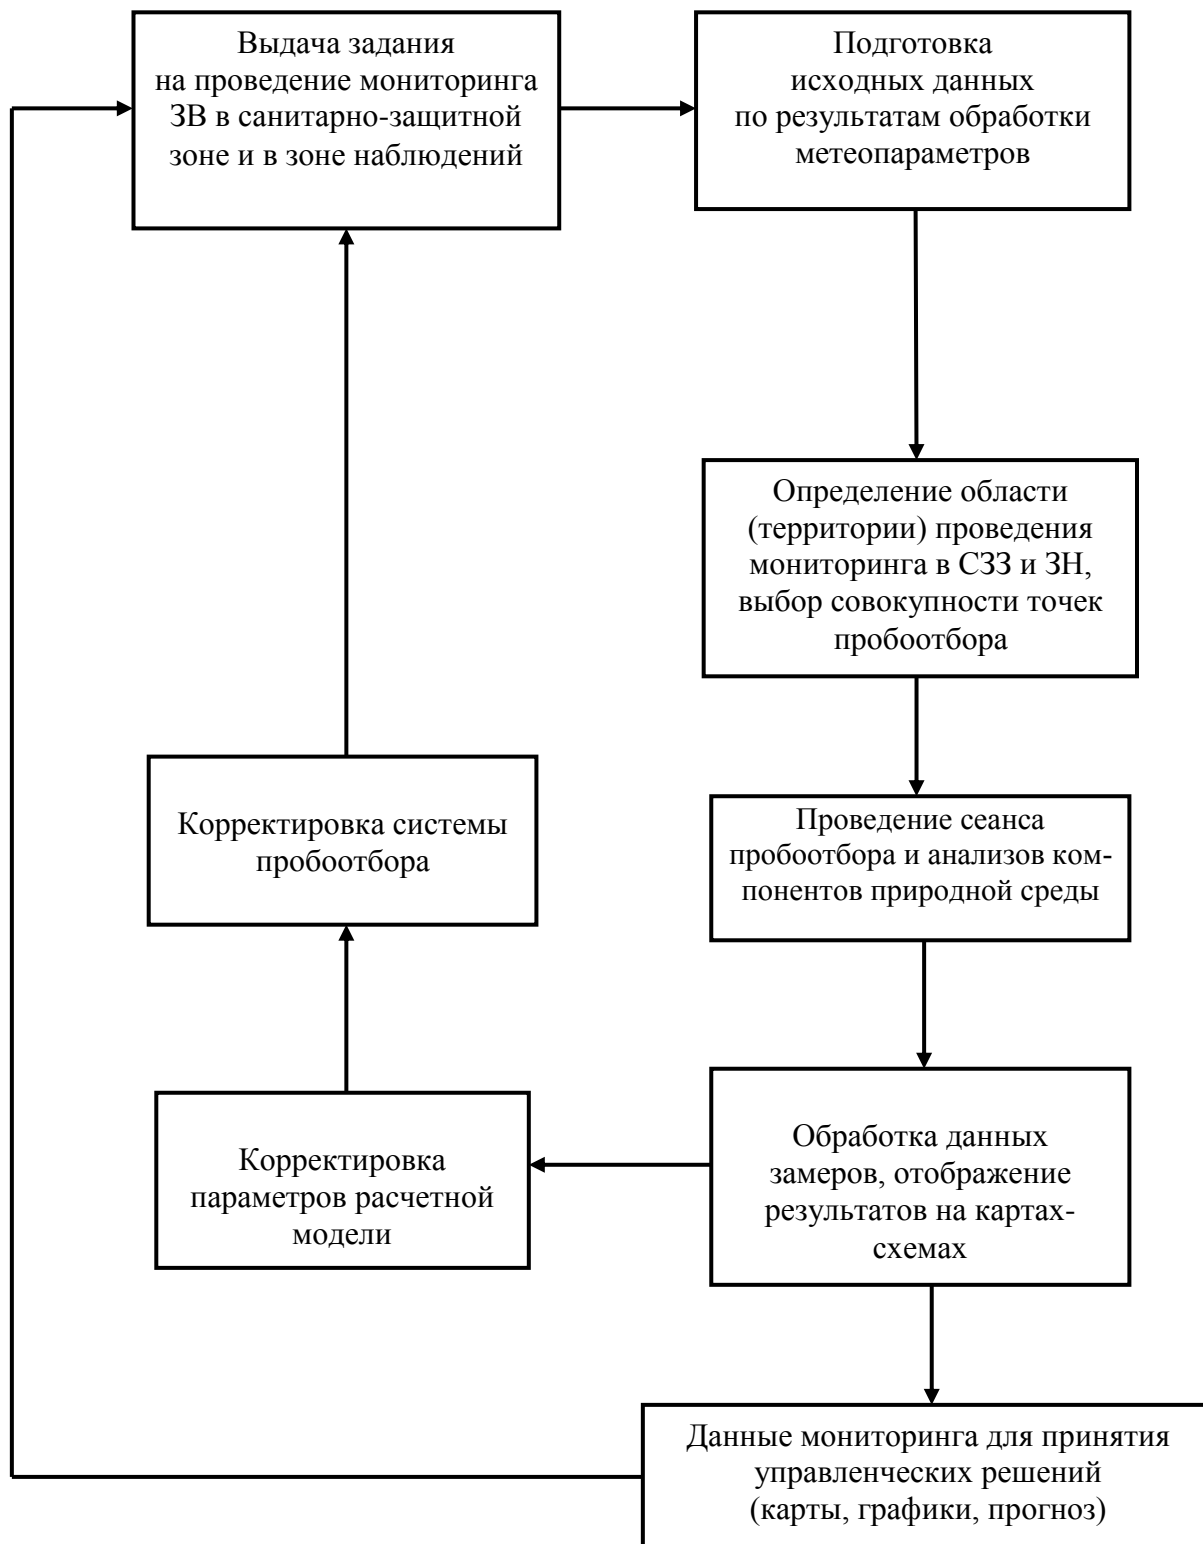 Выдача задания
на проведение мониторинга
ЗВ в санитарно-защитной
зоне и в зоне наблюдений
Подготовка
исходных данных
по результатам обработки
метеопараметров
Определение области
(территории) проведения
мониторинга в СЗЗ и ЗН,
выбор совокупности точек
пробоотбора
Корректировка системы
пробоотбора
Проведение сеанса
пробоотбора и анализов ком-
понентов природной среды
Корректировка
параметров расчетной
модели
Обработка данных
замеров, отображение
результатов на картах-
схемах
Данные мониторинга для принятия
управленческих решений
(карты, графики, прогноз)